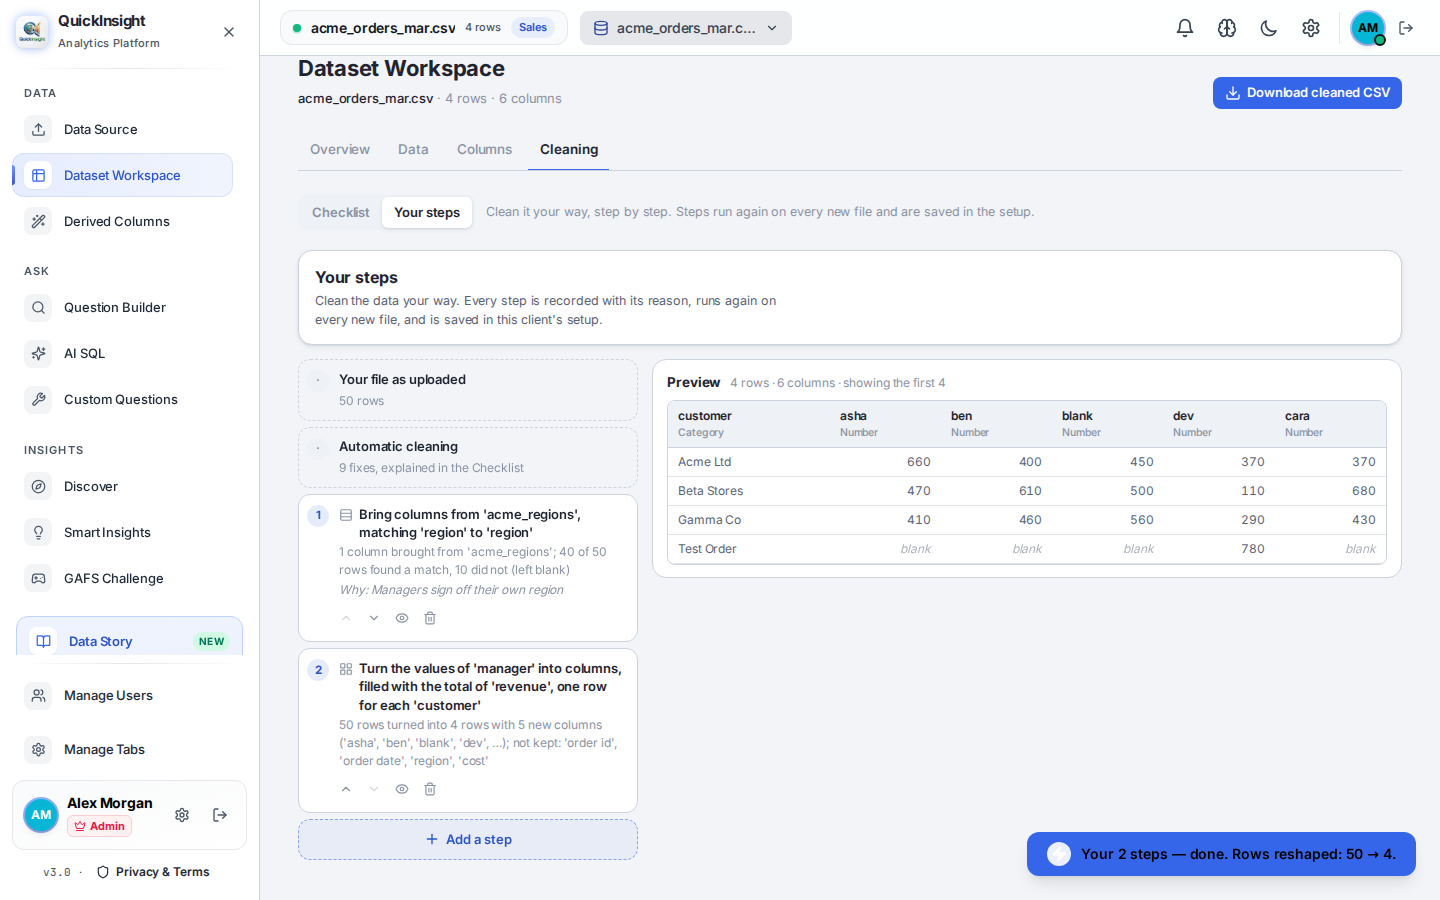 QuickInsight
Analytics Platform
DATA
Data Source
Dataset Workspace
Derived Columns
ASK
Question Builder
AI SQL
Custom Questions
INSIGHTS
Discover
Smart Insights
GAFS Challenge
Data Story NEW
Manage Users
Manage Tabs
AM Alex Morgan
Admin
v3.0 · Privacy & Terms
acme_orders_mar.csv 4 rows Sales
acme_orders_mar.c...
AM
Dataset Workspace
acme_orders_mar.csv · 4 rows · 6 columns
Download cleaned CSV
Overview Data Columns Cleaning
Checklist Your steps Clean it your way, step by step. Steps run again on every new file and are saved in the setup.
Your steps
Clean the data your way. Every step is recorded with its reason, runs again on
every new file, and is saved in this client's setup.
· Your file as uploaded
50 rows
· Automatic cleaning
9 fixes, explained in the Checklist
1 Bring columns from 'acme_regions',
matching 'region' to 'region'
1 column brought from 'acme_regions'; 40 of 50
rows found a match, 10 did not (left blank)
Why: Managers sign off their own region
2 Turn the values of 'manager' into columns,
filled with the total of 'revenue', one row
for each 'customer'
50 rows turned into 4 rows with 5 new columns
('asha', 'ben', 'blank', 'dev', ...); not kept: 'order id',
'order date', 'region', 'cost'
+ Add a step
Preview 4 rows · 6 columns · showing the first 4
customer asha ben blank dev cara
Category Number Number Number Number Number
Acme Ltd 660 400 450 370 370
Beta Stores 470 610 500 110 680
Gamma Co 410 460 560 290 430
Test Order blank blank blank 780 blank
Your 2 steps — done. Rows reshaped: 50 → 4.